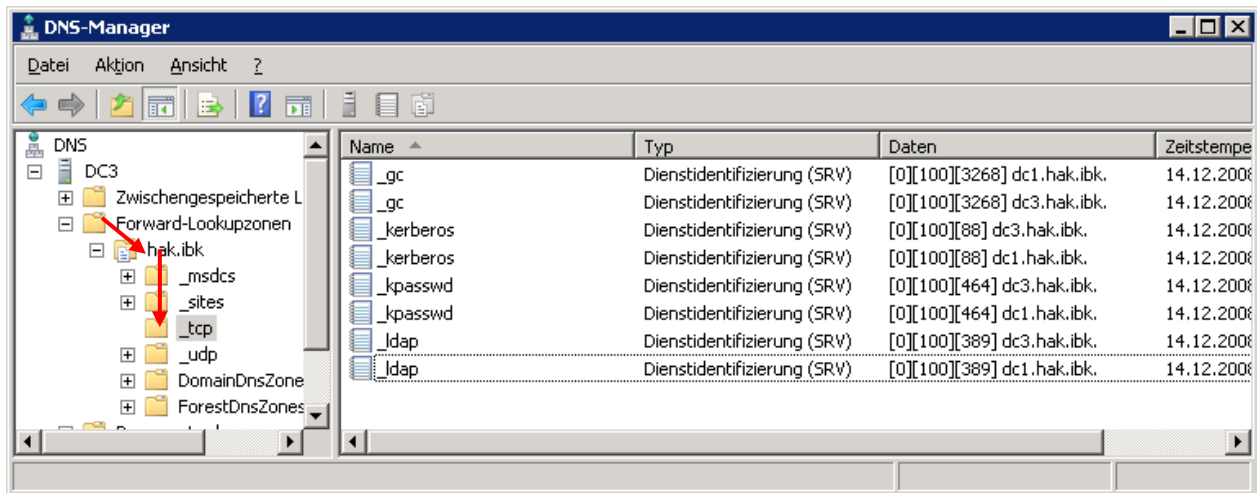 DNS-Manager
Datei Aktion Ansicht ?
DNS
DC3
Zwischengespeicherte L
Forward-Lookupzonen
hak.ibk
_msdcs
_sites
_tcp
_udp
DomainDnsZone
ForestDnsZones
Name Typ Daten Zeitstempe
_gc Dienstidentifizierung (SRV) [0][100][3268] dc1.hak.ibk. 14.12.2008
_gc Dienstidentifizierung (SRV) [0][100][3268] dc3.hak.ibk. 14.12.2008
_kerberos Dienstidentifizierung (SRV) [0][100][88] dc3.hak.ibk. 14.12.2008
_kerberos Dienstidentifizierung (SRV) [0][100][88] dc1.hak.ibk. 14.12.2008
_kpasswd Dienstidentifizierung (SRV) [0][100][464] dc3.hak.ibk. 14.12.2008
_kpasswd Dienstidentifizierung (SRV) [0][100][464] dc1.hak.ibk. 14.12.2008
_ldap Dienstidentifizierung (SRV) [0][100][389] dc3.hak.ibk. 14.12.2008
_ldap Dienstidentifizierung (SRV) [0][100][389] dc1.hak.ibk. 14.12.2008